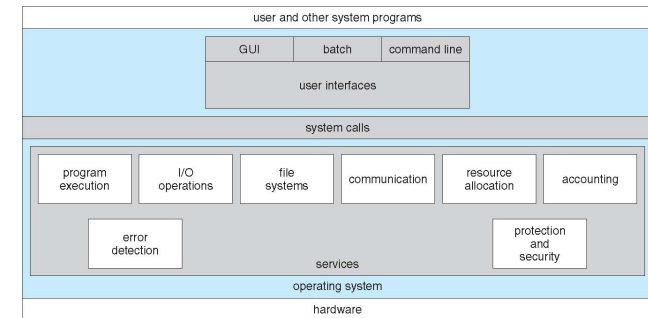 user and other system programs
GUI
batch
command line
user interfaces
system calls
program
execution
I/O
operations
file
systems
communication
resource
allocation
accounting
error
detection
protection
and
security
services
operating system
hardware